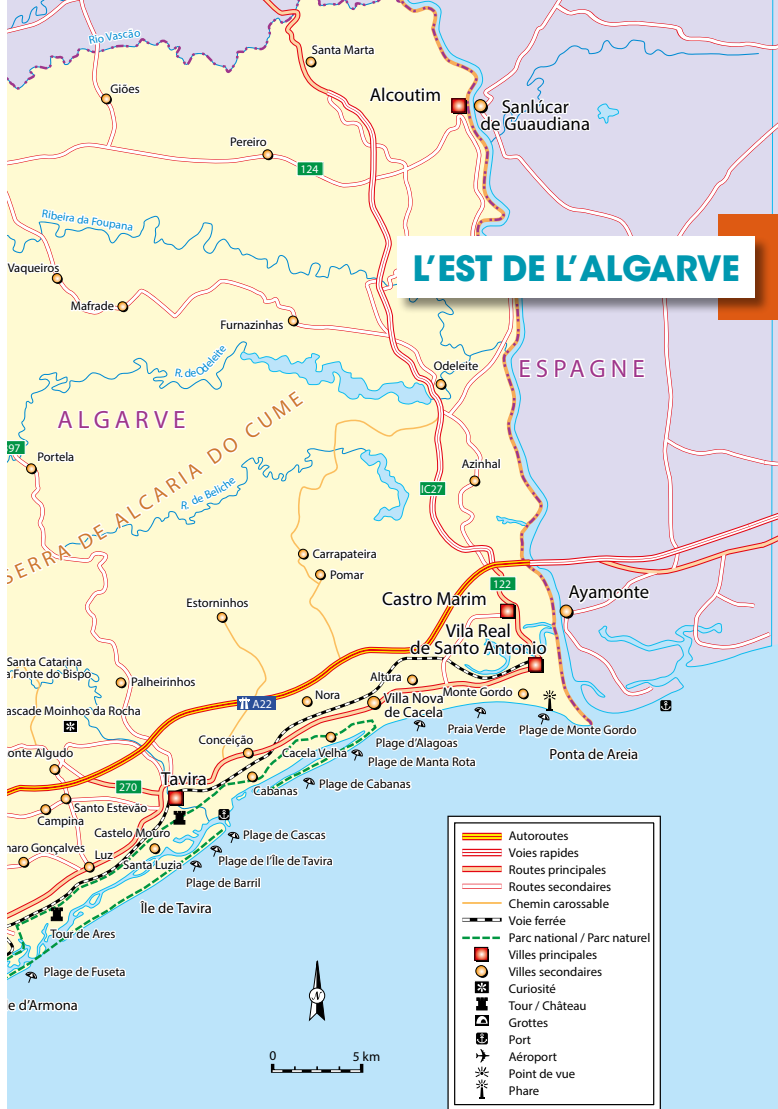 Rio Vascão
Santa Marta
Giões
Alcoutim
Sanlúcar
de Guaudiana
Pereiro
124
Ribeira da Foupana
L'EST DE L'ALGARVE
Vaqueiros
Mafrade
Furnazinhas
R. de Odeleite
Odeleite
ESPAGNE
ALGARVE
97
Portela
SERRA DE ALCARIA DO CUME
R. de Beliche
Azinhal
IC27
Carrapateira
Pomar
122
Castro Marim
Ayamonte
Estorninhos
Vila Real
de Santo Antonio
Santa Catarina
a Fonte do Bispo
Palheirinhos
Altura
Monte Gordo
A22
Nora
Villa Nova
de Cacela
ascade Moinhos da Rocha
Praia Verde
Plage de Monte Gordo
Conceição
Cacela Velha
Plage d'Alagoas
Ponta de Areia
onte Algudo
Plage de Manta Rota
270
Tavira
Cabanas
Plage de Cabanas
Santo Estevão
Campina
Castelo Mouro
Plage de Cascas
naro Gonçalves
Luz
Santa Luzia
Plage de l'Île de Tavira
Plage de Barril
Île de Tavira
Tour de Ares
Plage de Fuseta
e d'Armona
N
0
5 km
Autoroutes
Voies rapides
Routes principales
Routes secondaires
Chemin carossable
Voie ferrée
Parc national / Parc naturel
Villes principales
Villes secondaires
Curiosité
Tour / Château
Grottes
Port
Aéroport
Point de vue
Phare